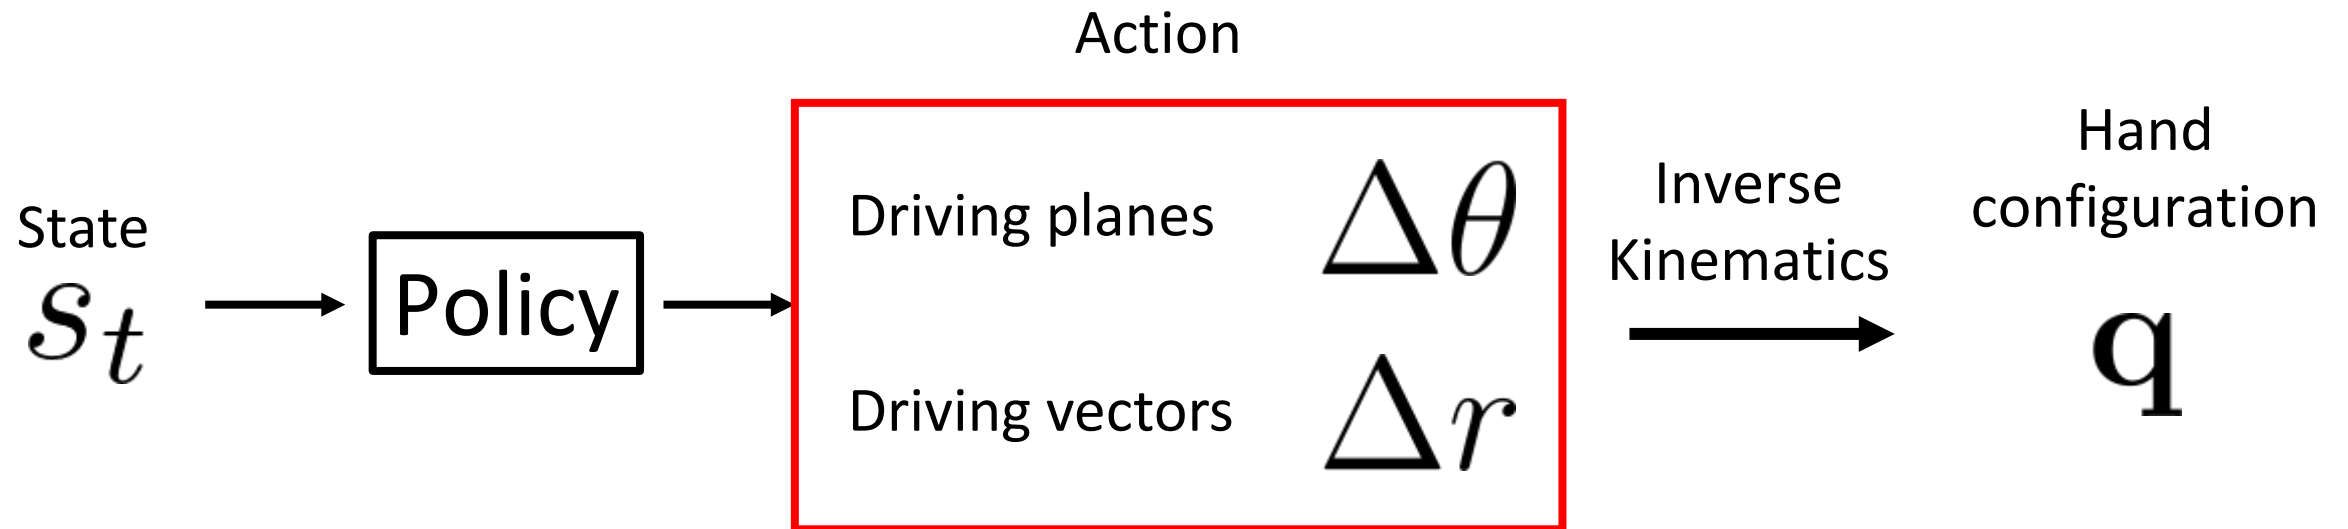 Action
State
s_t
Policy
Driving planes Δθ
Driving vectors Δr
Inverse
Kinematics
Hand
configuration
q